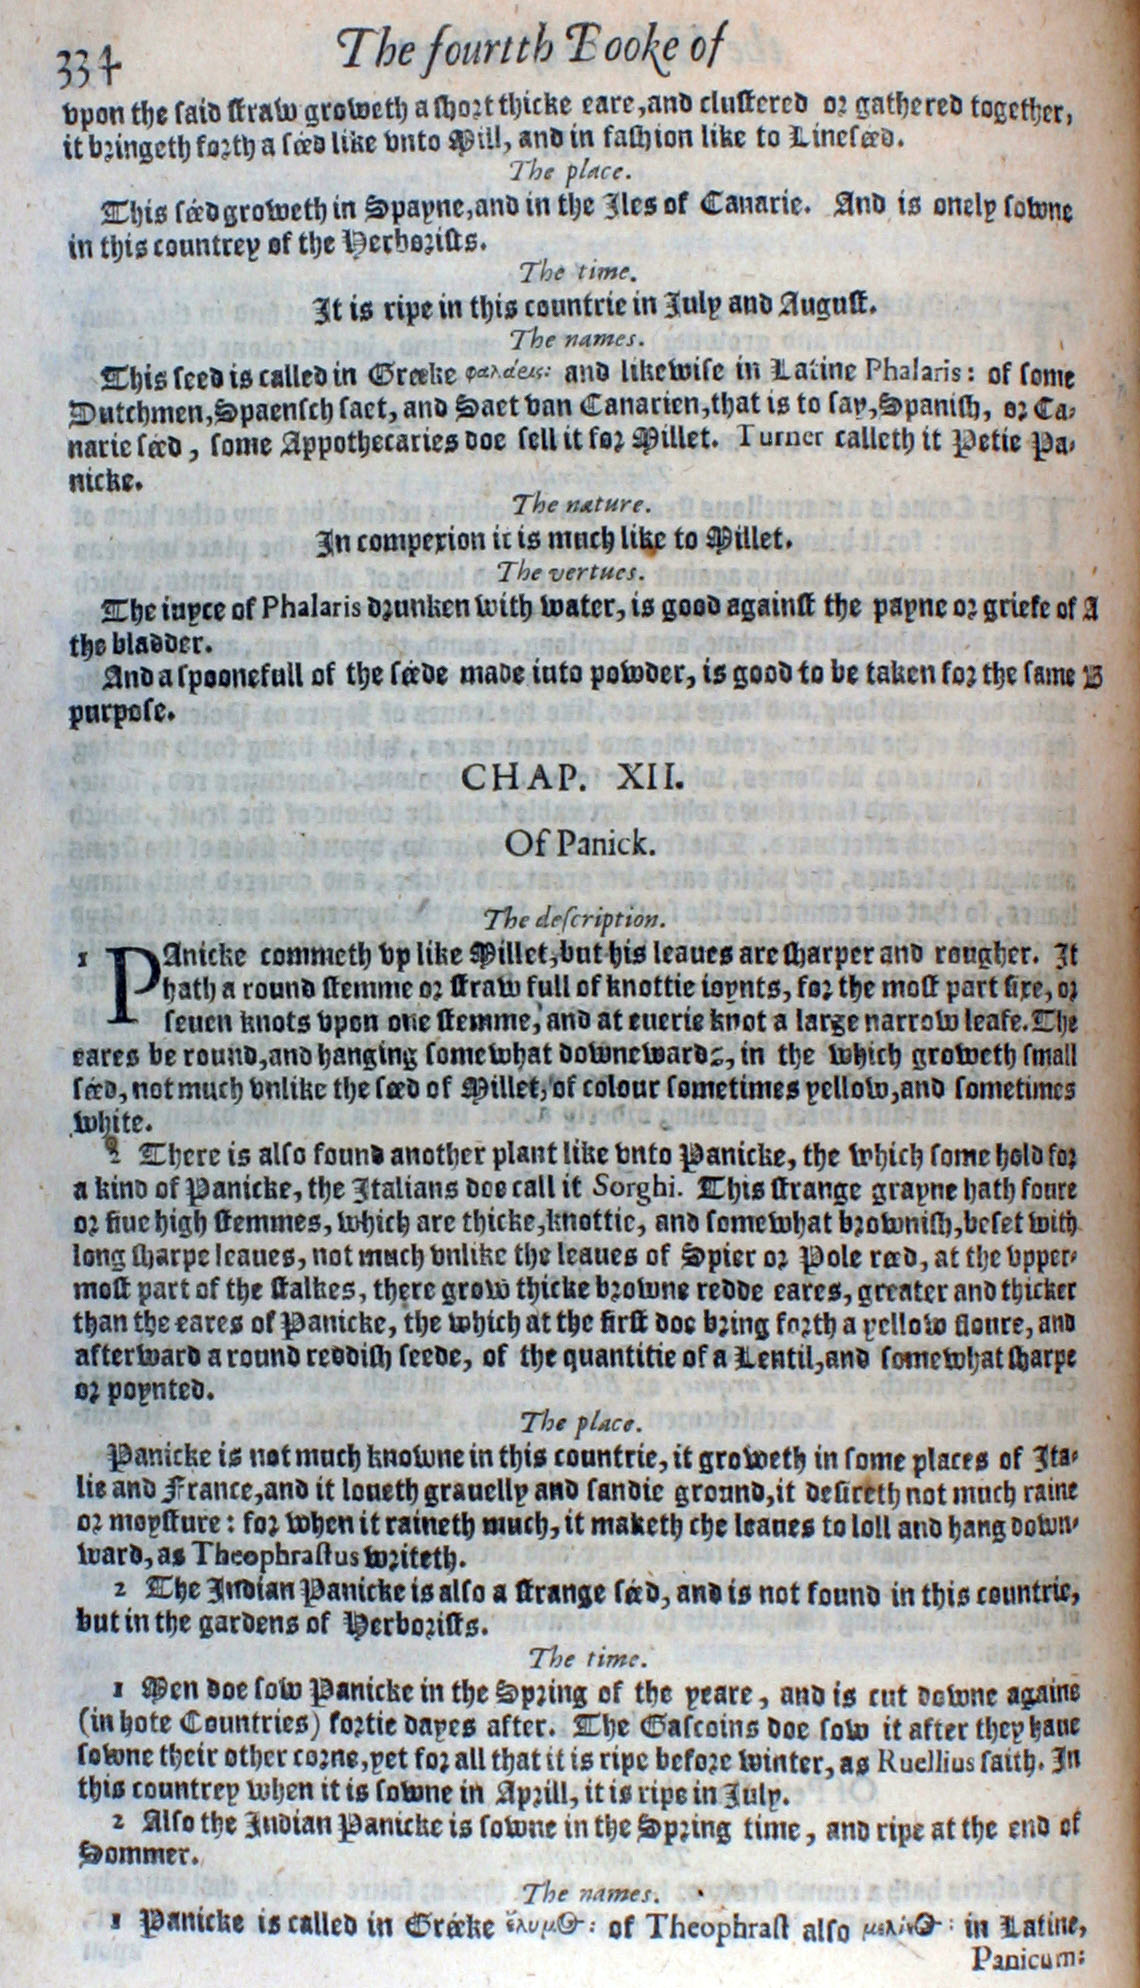 334 The fourtth Booke of
vpon the ſaid ſtraw groweth a ſhort thicke eare, and cluſtered or gathered together,
it bringeth forth a ſéed like vnto Mill, and in faſhion like to Lineſéed.
The place.
This ſéed groweth in Spayne, and in the Iles of Canarie. And is onely ſowne
in this countrey of the Herboriſts.
The time.
It is ripe in this countrie in July and Auguſt.
The names.
This ſeed is called in Gréeke φαλάεις: and likewiſe in Latine Phalaris: of ſome
Dutchmen, Spaenſch ſaet, and Saet van Canarien, that is to ſay, Spaniſh, or Ca-
narie ſéed, ſome Appothecaries doe ſell it for Millet. Turner calleth it Petie Pa-
nicke.
The nature.
In compexion it is much like to Millet.
The vertues.
The iuyce of Phalaris drunken with water, is good againſt the payne or griefe of A
the bladder.
And a ſpoonefull of the ſéede made into powder, is good to be taken for the ſame B
purpoſe.
CHAP. XII.
Of Panick.
The deſcription.
1 PAnicke commeth vp like Millet, but his leaues are ſharper and rougher. It
hath a round ſtemme or ſtraw full of knottie ioynts, for the moſt part ſixe, or
ſeuen knots vpon one ſtemme, and at euerie knot a large narrow leafe. The
eares be round, and hanging ſomewhat downewards, in the which groweth ſmall
ſéed, not much vnlike the ſéed of Millet, of colour ſometimes yellow, and ſometimes
white.
2 There is alſo found another plant like vnto Panicke, the which ſome hold for
a kind of Panicke, the Italians doe call it Sorghi. This ſtrange grayne hath foure
or fiue high ſtemmes, which are thicke, knottie, and ſomewhat browniſh, beſet with
long ſharpe leaues, not much vnlike the leaues of Spier or Pole réed, at the vpper-
moſt part of the ſtalkes, there grow thicke browne redde eares, greater and thicker
than the eares of Panicke, the which at the firſt doe bring forth a yellow floure, and
afterward a round reddiſh ſeede, of the quantitie of a Lentil, and ſomewhat ſharpe
or poynted.
The place.
Panicke is not much knowne in this countrie, it groweth in ſome places of Ita-
lie and France, and it loueth grauelly and ſandie ground, it deſireth not much raine
or moyſture: for when it raineth much, it maketh the leaues to loll and hang down-
ward, as Theophraſtus writeth.
2 The Indian Panicke is alſo a ſtrange ſéed, and is not found in this countrie,
but in the gardens of Herboriſts.
The time.
1 Men doe ſow Panicke in the Spring of the yeare, and is cut downe againe
(in hote Countries) fortie dayes after. The Gaſcoins doe ſow it after they haue
ſowne their other corne, yet for all that it is ripe before winter, as Ruellius ſaith. In
this countrey when it is ſowne in Aprill, it is ripe in July.
2 Alſo the Indian Panicke is ſowne in the Spring time, and ripe at the end of
Sommer.
The names.
1 Panicke is called in Gréeke ἔλυμος: of Theophraſt alſo μελίνος: in Latine,
Panicum: